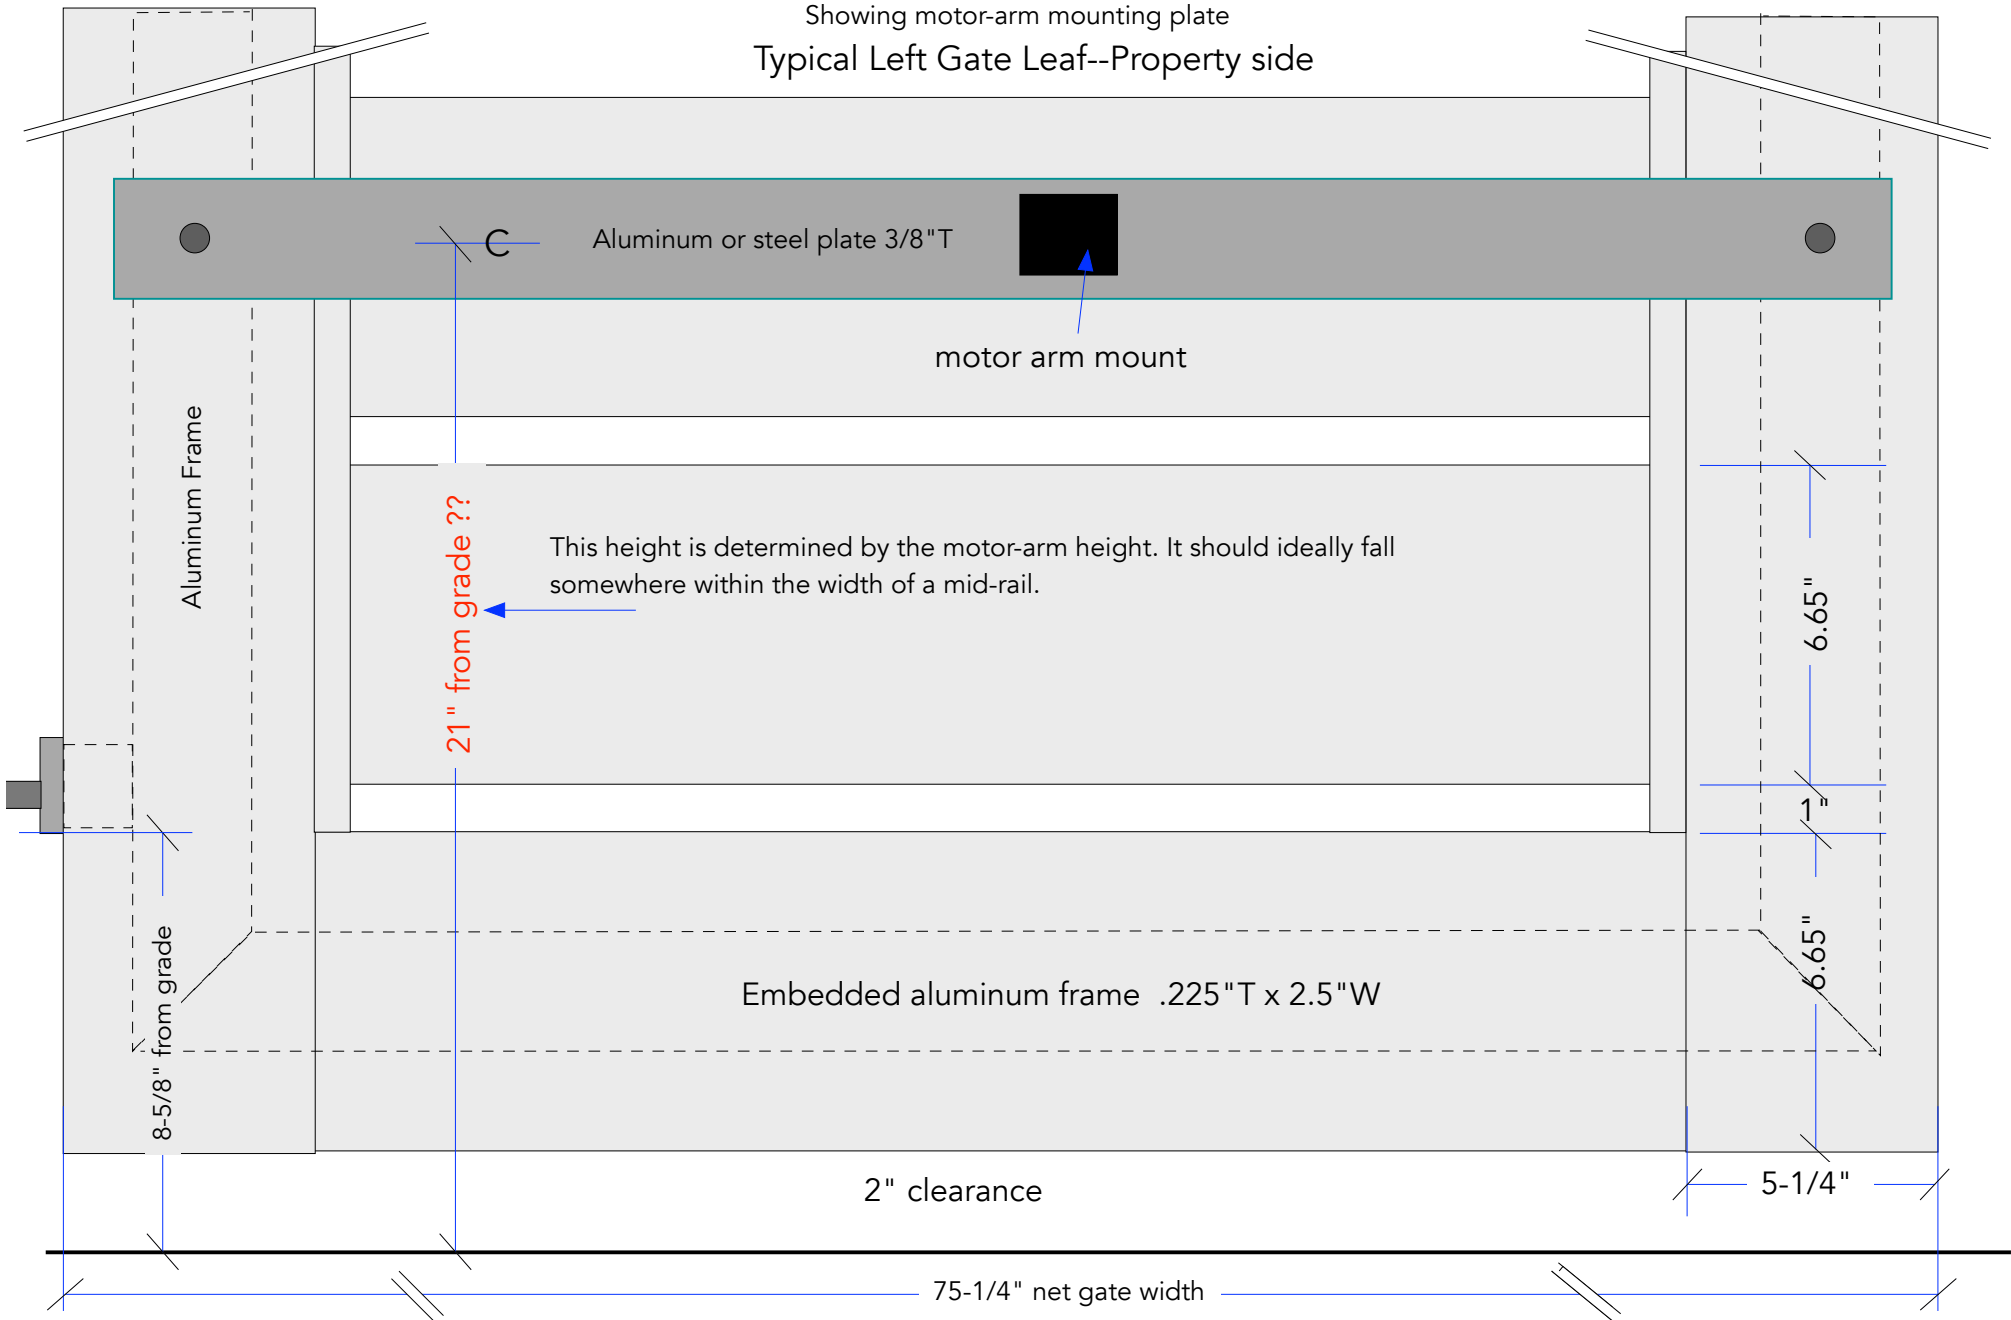 Showing motor-arm mounting plate
Typical Left Gate Leaf--Property side
C
Aluminum or steel plate 3/8"T
motor arm mount
Aluminum Frame
21" from grade ??
This height is determined by the motor-arm height. It should ideally fall
somewhere within the width of a mid-rail.
6.65"
1"
8-5/8" from grade
6.65"
Embedded aluminum frame .225"T x 2.5"W
2" clearance
5-1/4"
75-1/4" net gate width